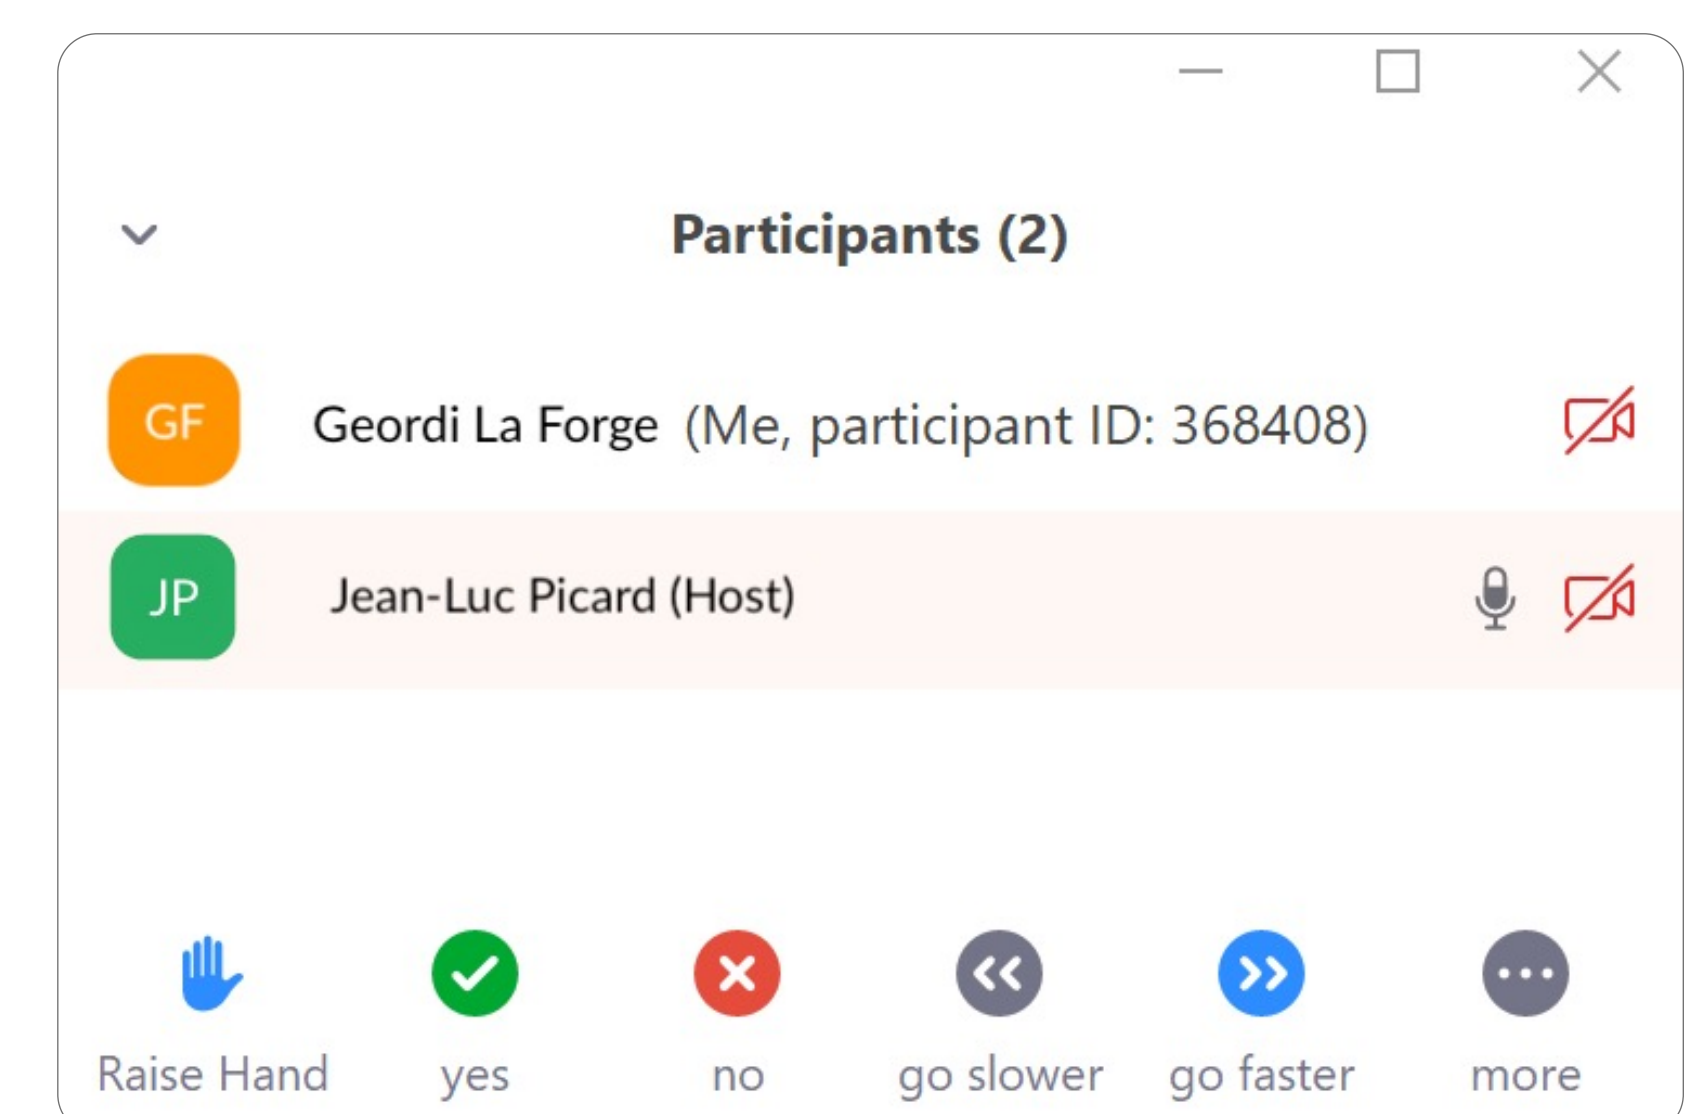 Participants (2)
GF Geordi La Forge (Me, participant ID: 368408)
JP Jean-Luc Picard (Host)
Raise Hand yes no go slower go faster more